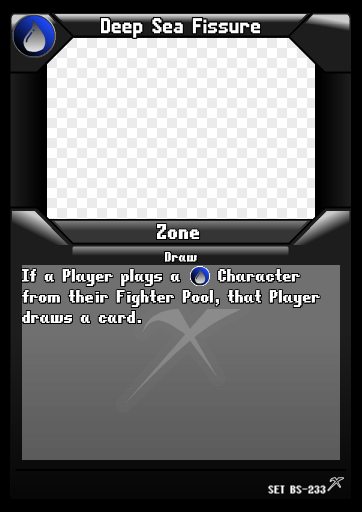 Deep Sea Fissure
Zone
Draw
If a Player plays a Character
from their Fighter Pool, that Player
draws a card.
SET BS-233